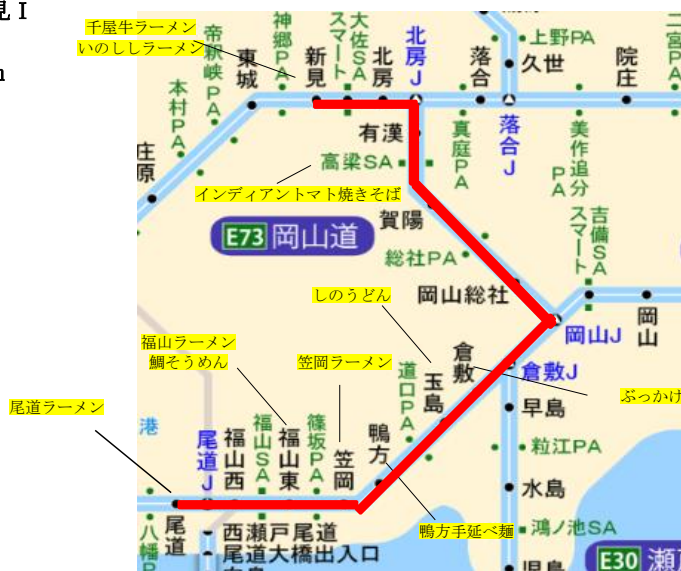 見 I
千屋牛ラーメン
いのししラーメン
帝釈峡PA
東城
神郷PA
新見
大佐SA
スマート
北房
北房J
落合
上野PA
久世
院庄
二宮PA
本村PA
庄原
有漢
高梁SA
真庭PA
落合J
美作追分PA
インディアントマト焼きそば
E73 岡山道
賀陽
総社PA
吉備SA
スマート
岡山総社
しのうどん
岡山J
岡山
福山ラーメン
鯛そうめん
笠岡ラーメン
倉敷
倉敷J
玉島
道口PA
ぶっかけ
早島
尾道ラーメン
港
尾道J
福山西
福山SA
福山東
篠坂PA
笠岡
鴨方
粒江PA
水島
尾道
八幡P
西瀬戸尾道
尾道大橋出入口
鴨方手延べ麺
鴻ノ池SA
児島
E30 瀬